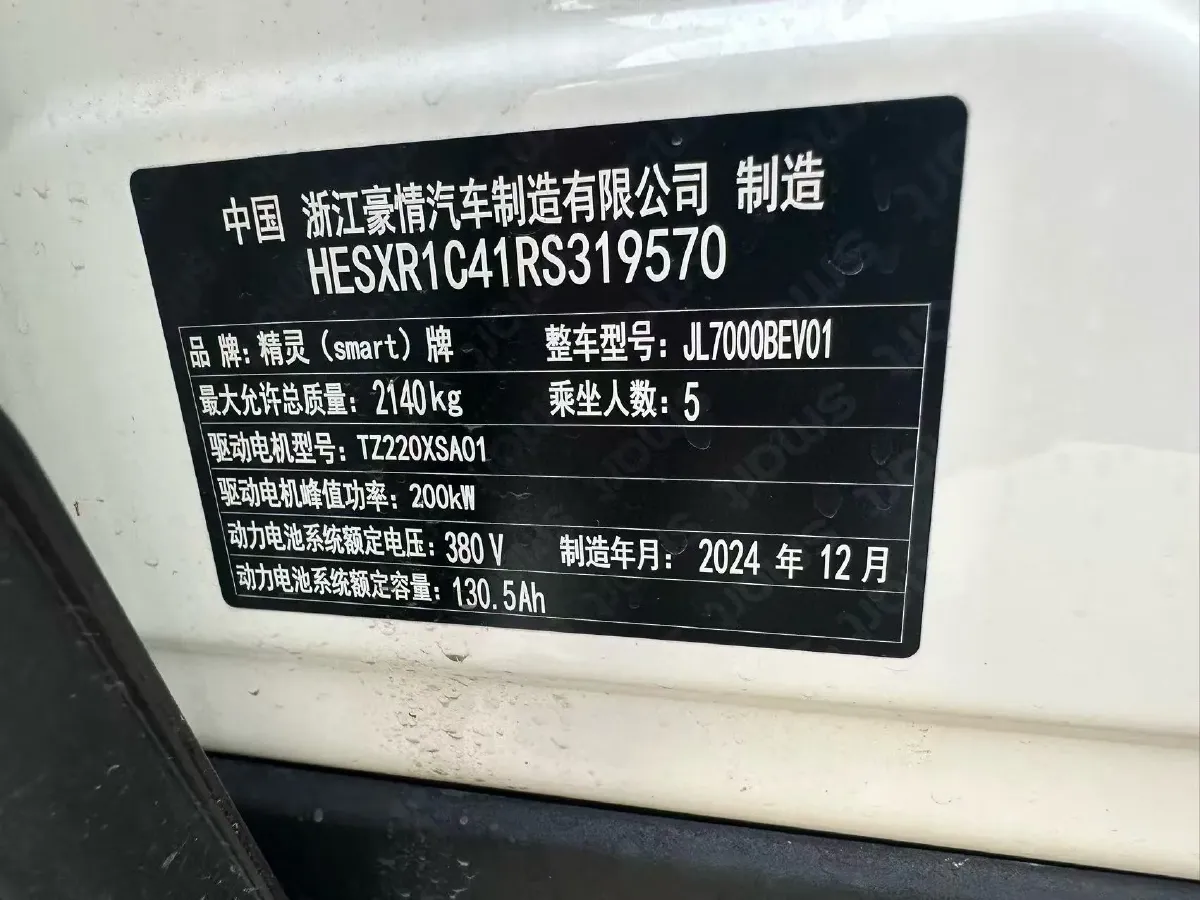 中国 浙江豪情汽车制造有限公司 制造
HESXR1C41RS319570
品 牌: 精灵 (smart) 牌 整车型号: JL7000BEV01
最大允许总质量: 2140kg 乘坐人数: 5
驱动电机型号: TZ220XSA01
驱动电机峰值功率: 200kW
动力电池系统额定电压: 380V 制造年月: 2024 年 12 月
动力电池系统额定容量: 130.5Ah